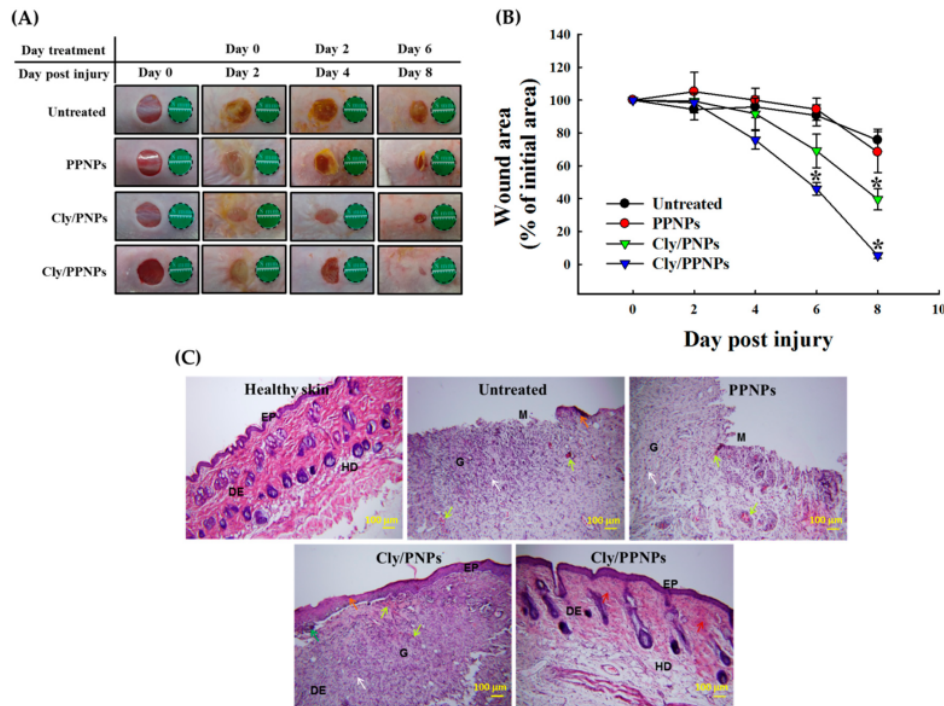 (A)
Day treatment Day 0 Day 2 Day 6
Day post injury Day 0 Day 2 Day 4 Day 8
Untreated
PPNPs
Cly/PNPs
Cly/PPNPs
(B)
Wound area
(% of initial area)
140
120
100
80
60
40
20
0
*
*
*
Untreated
PPNPs
Cly/PNPs
Cly/PPNPs
0 2 4 6 8 10
Day post injury
(C)
Healthy skin
EP
DE
HD
100 µm
Untreated
M
G
100 µm
PPNPs
G
M
100 µm
Cly/PNPs
EP
G
DE
100 µm
Cly/PPNPs
EP
DE
HD
100 µm